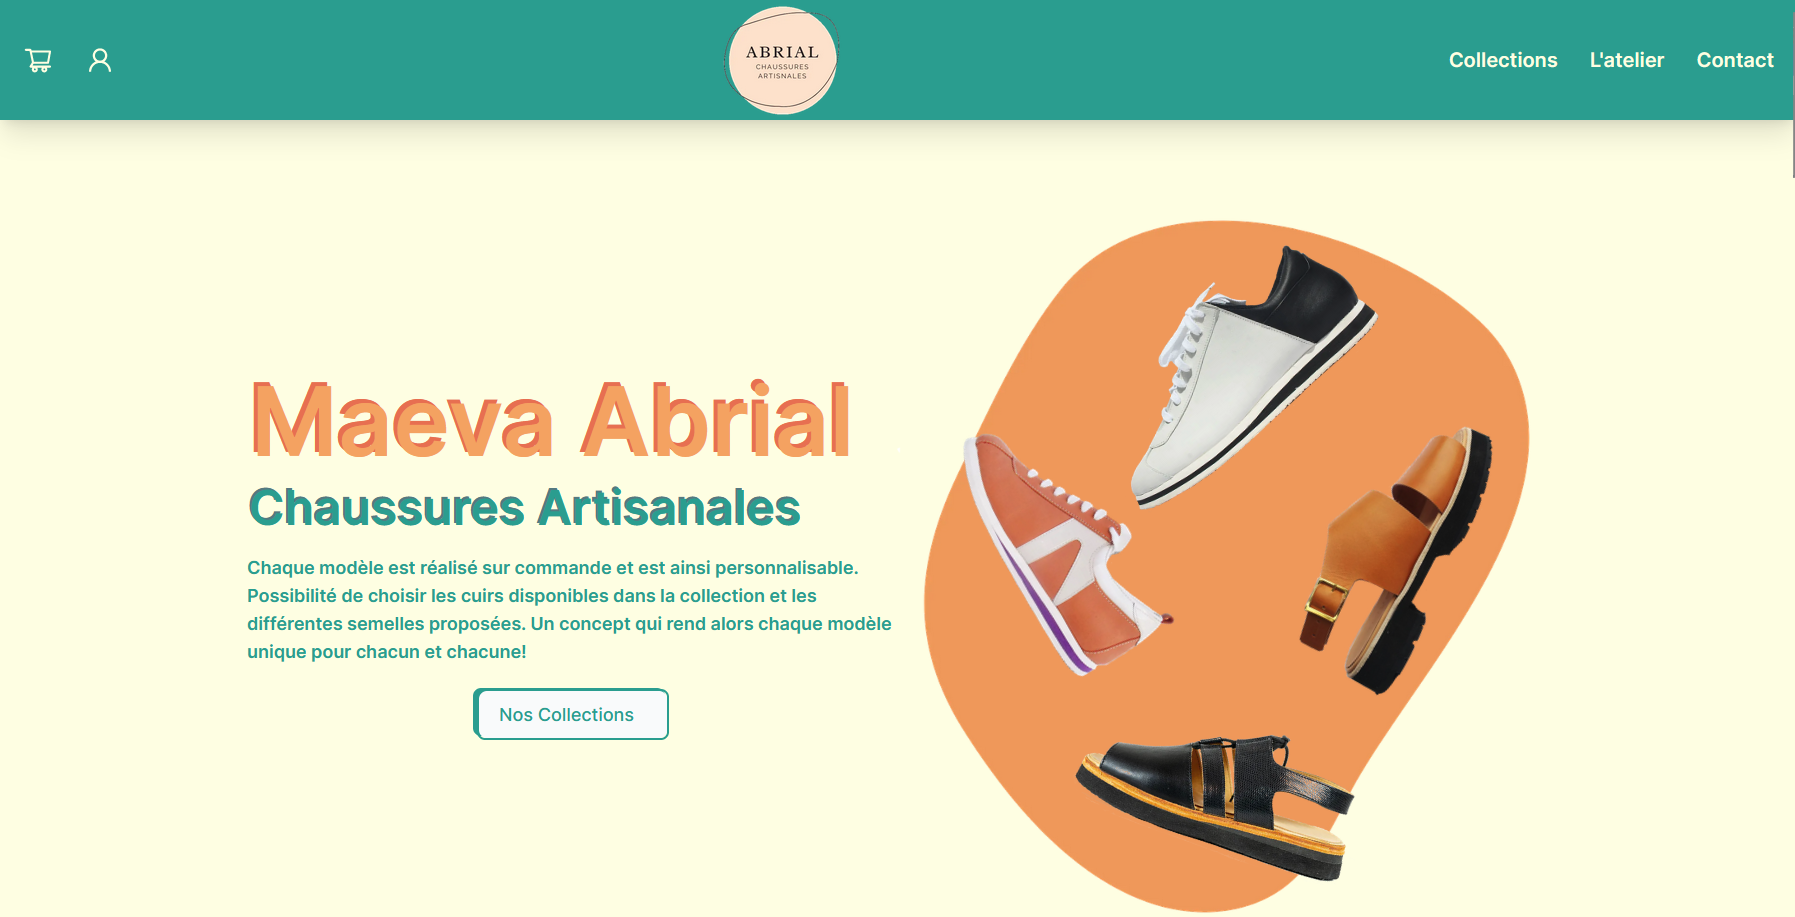 ABRIAL
CHAUSSURES
ARTISNALES
Collections L'atelier Contact
Maeva Abrial
Chaussures Artisanales
Chaque modèle est réalisé sur commande et est ainsi personnalisable.
Possibilité de choisir les cuirs disponibles dans la collection et les
différentes semelles proposées. Un concept qui rend alors chaque modèle
unique pour chacun et chacune!
Nos Collections